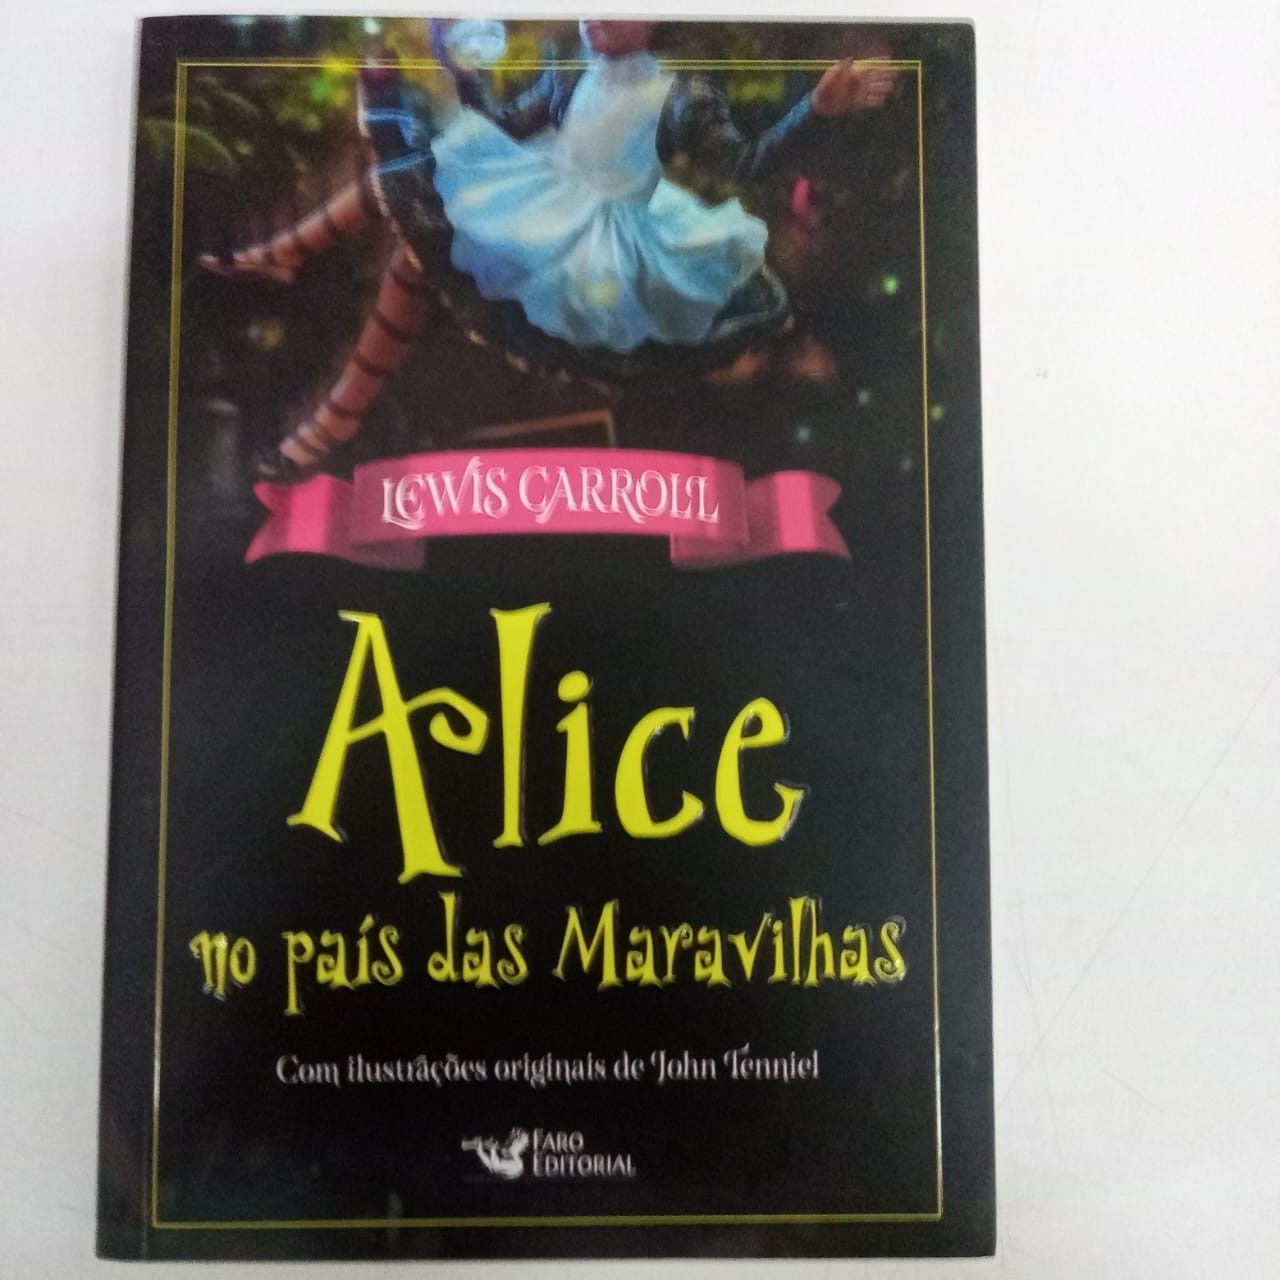 LEWIS CARROLL
Alice
no país das Maravilhas
Com ilustrações originais de John Tenniel
FARO
EDITORIAL